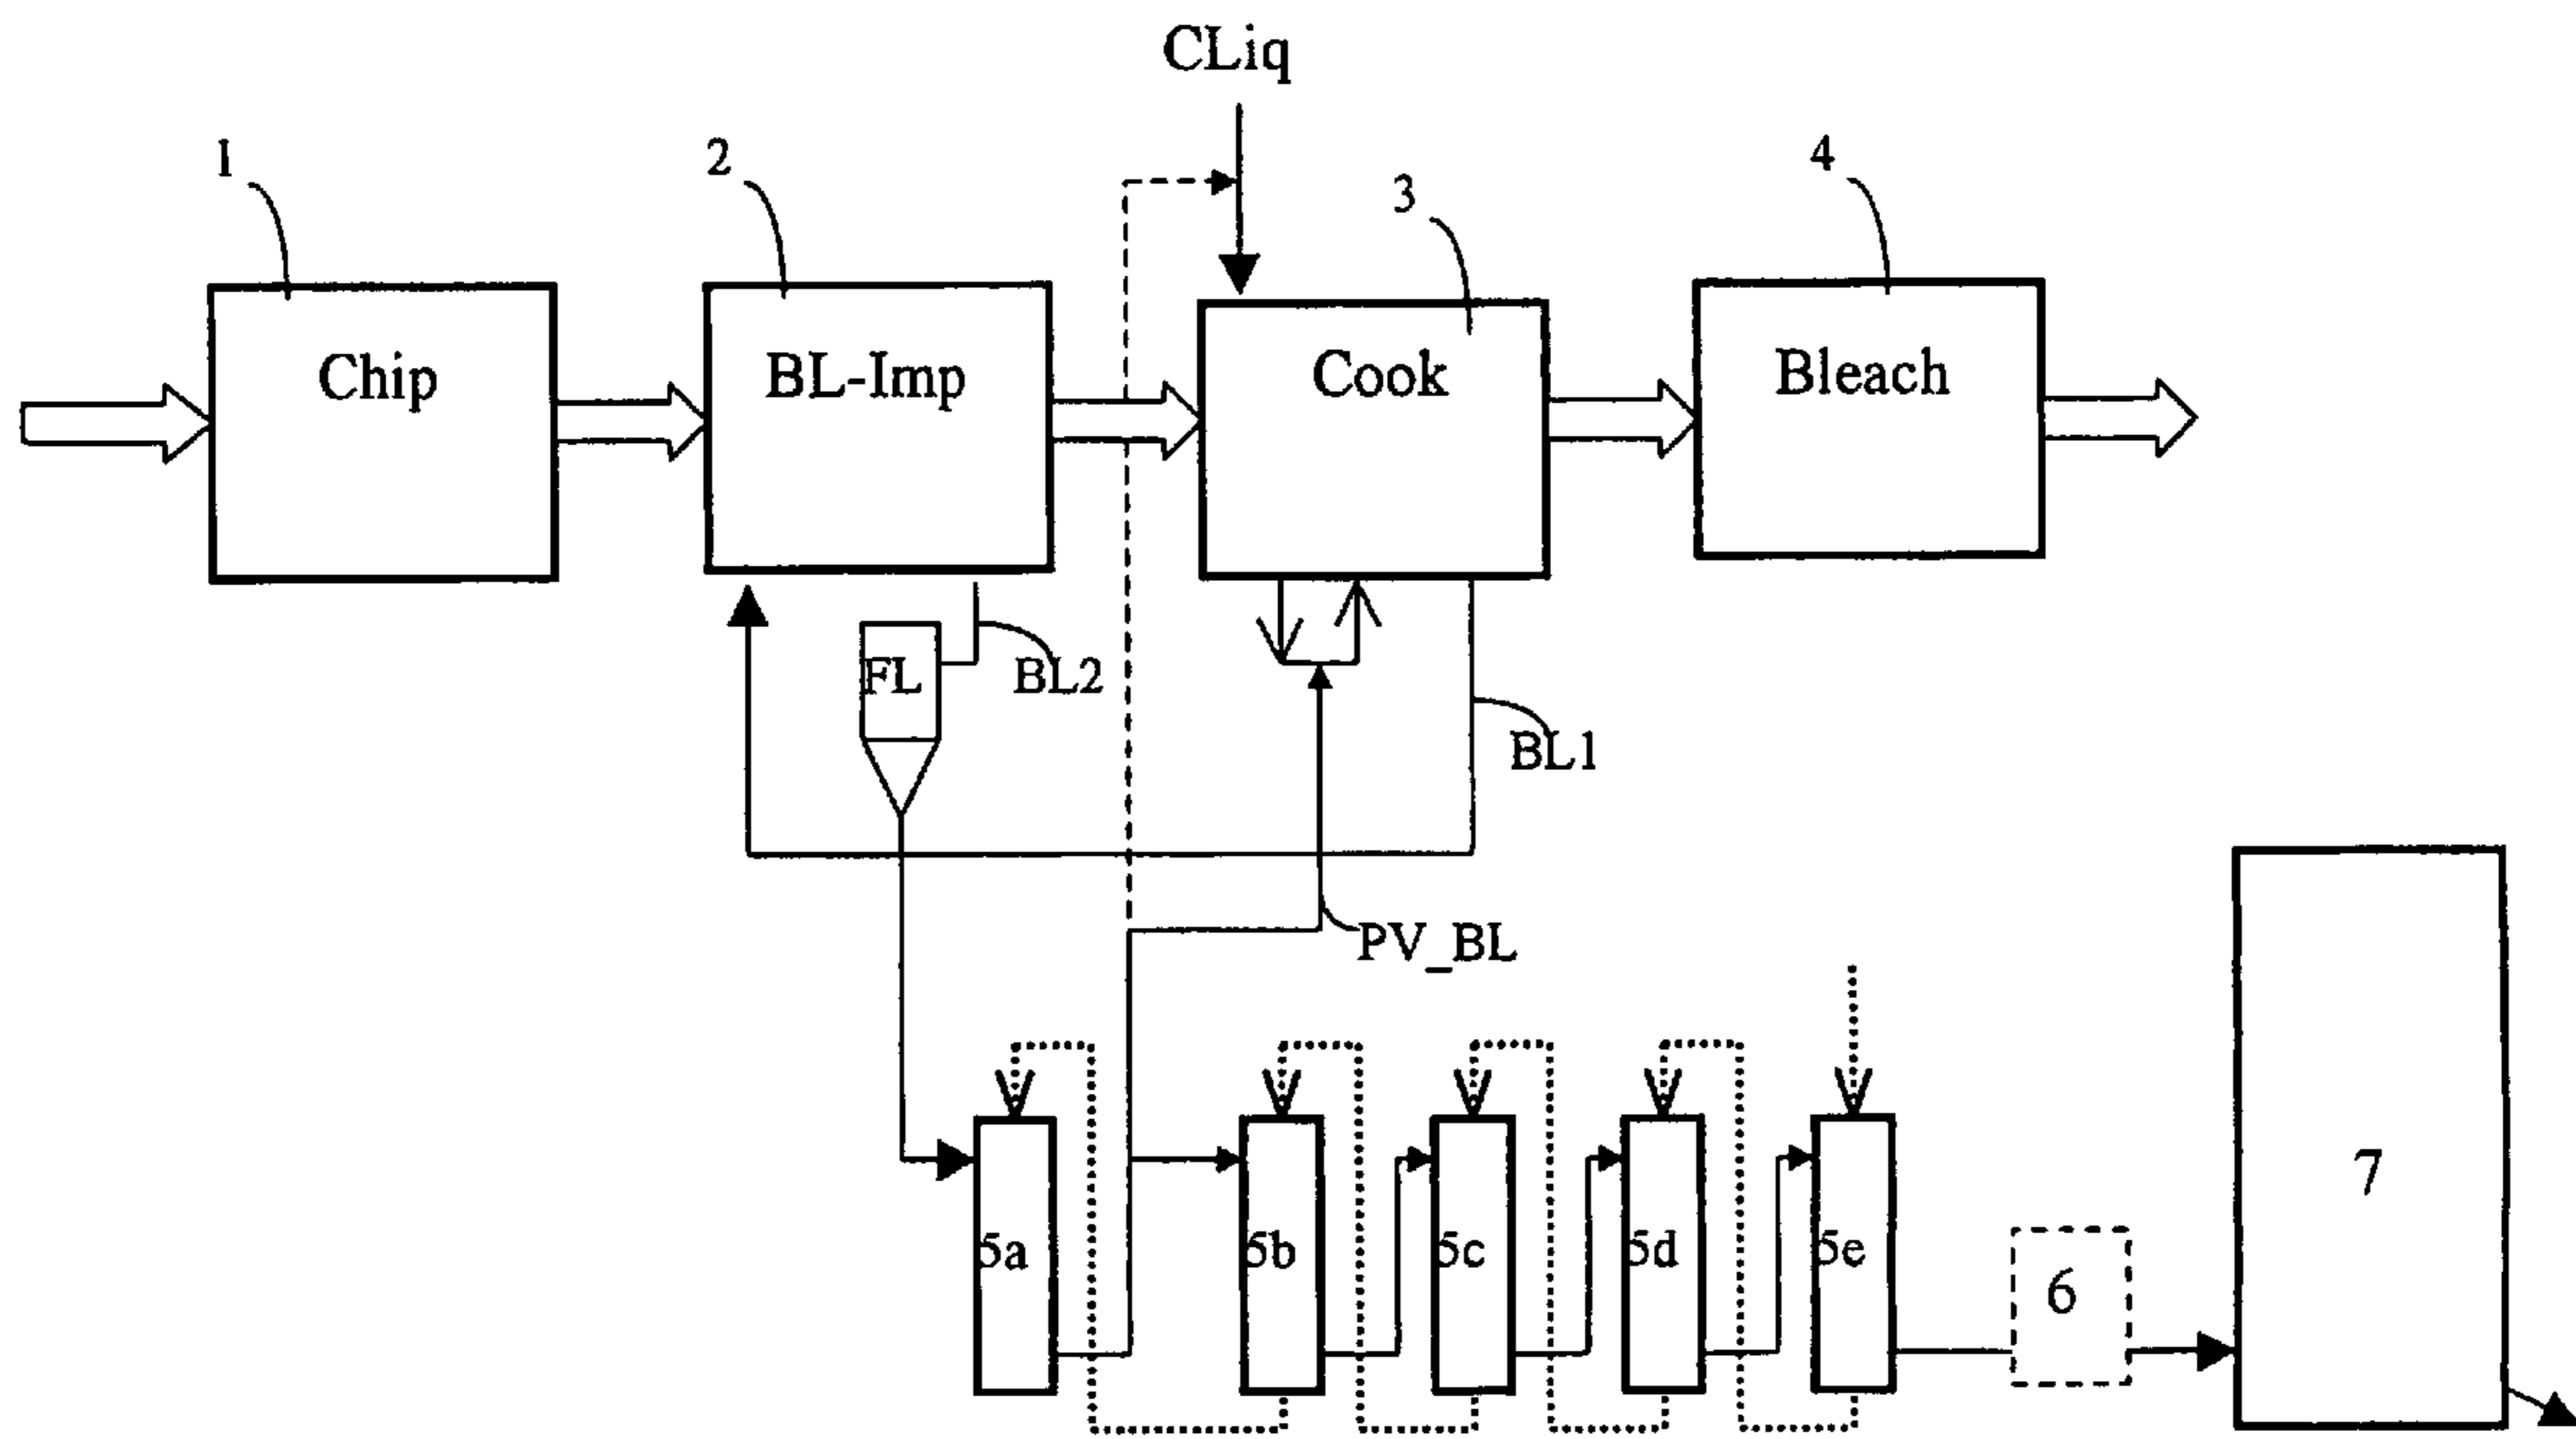 CLiq
1
2
3
4
Chip
BL-Imp
Cook
Bleach
FL
BL2
BL1
PV_BL
5a
5b
5c
5d
5e
6
7